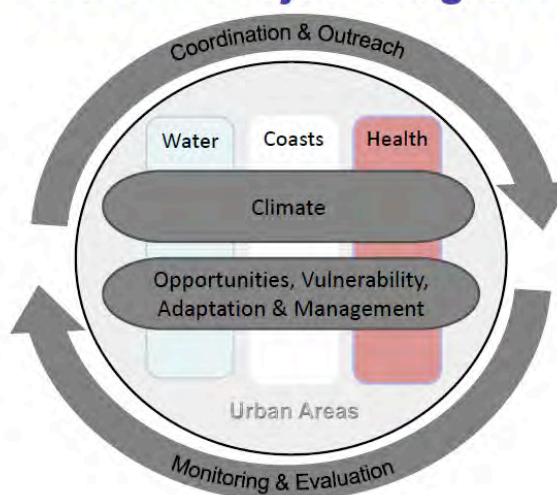 Coordination & Outreach
Water Coasts Health
Climate
Opportunities, Vulnerability,
Adaptation & Management
Urban Areas
Monitoring & Evaluation